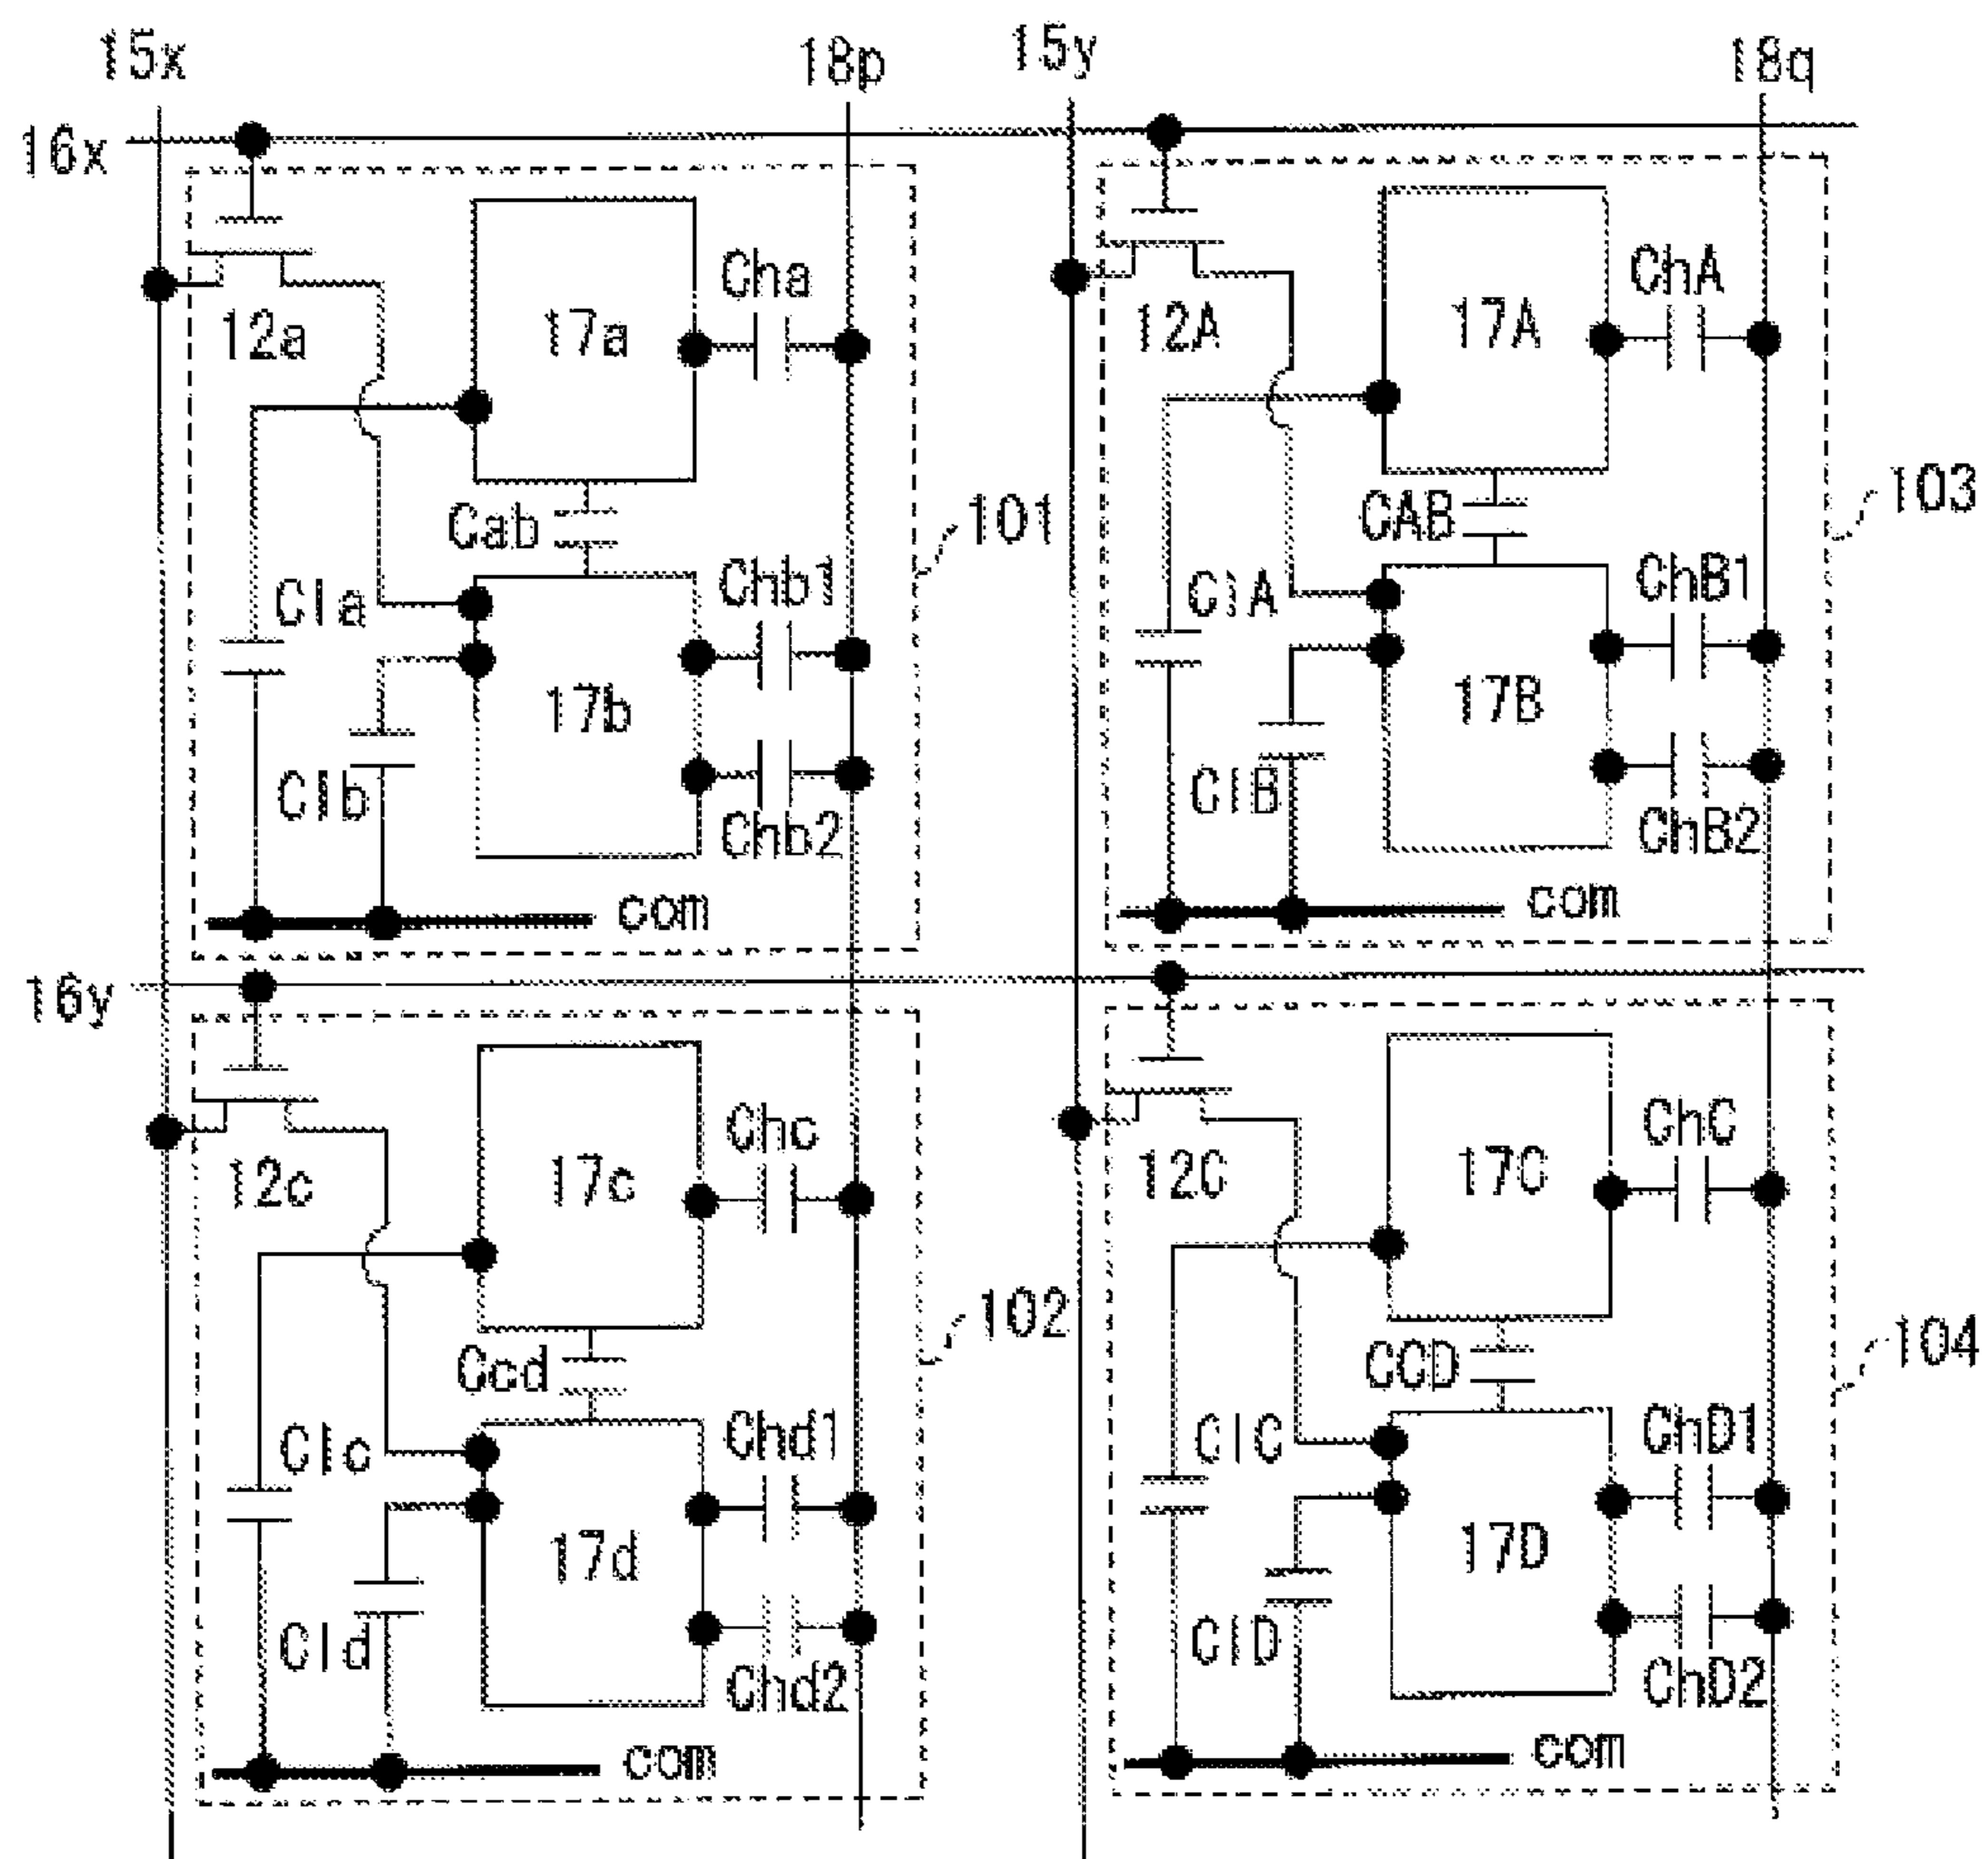 15x
18p
15y
18q
16x
Cha
ChA
12a
17a
12A
17A
103
Cab
101
CAB
Cla
Chb1
ClA
ChB1
17b
17B
Clb
Chb2
ClB
ChB2
com
com
16y
Chc
ChC
12c
17c
12C
17C
102
104
Ccd
CCD
Clc
Chd1
ClC
ChD1
17d
17D
Cld
Chd2
ClD
ChD2
com
com